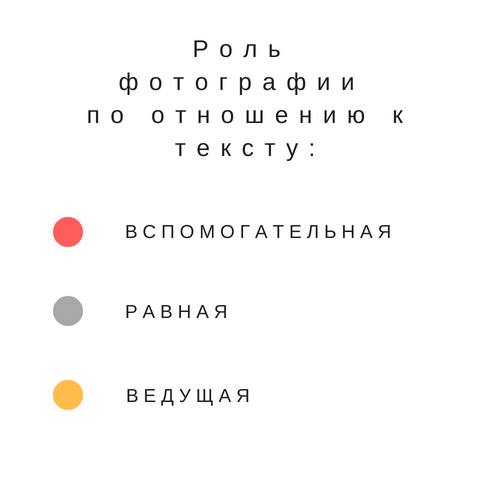 Роль
фотографии
по отношению к
тексту:
ВСПОМОГАТЕЛЬНАЯ
РАВНАЯ
ВЕДУЩАЯ